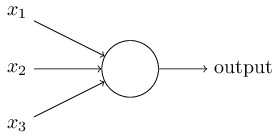 x₁
x₂ output
x₃